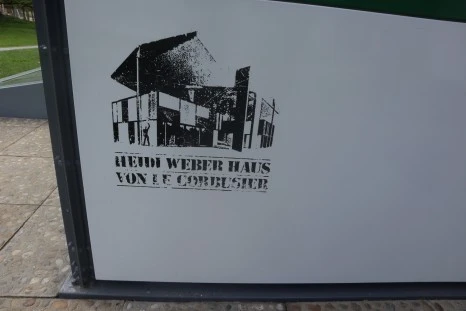 HEIDI WEBER HAUS
VON LE CORBUSIER